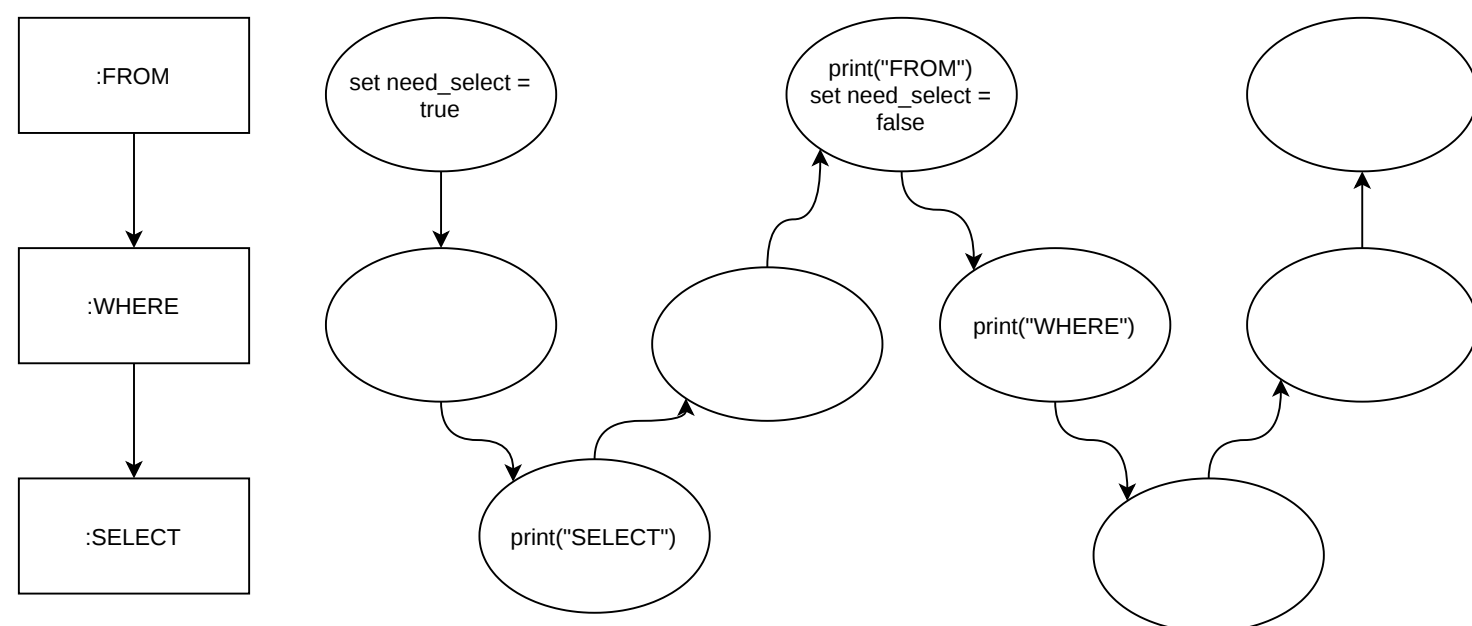 :FROM
set need_select =
true
print("FROM")
set need_select =
false
:WHERE
print("WHERE")
:SELECT
print("SELECT")